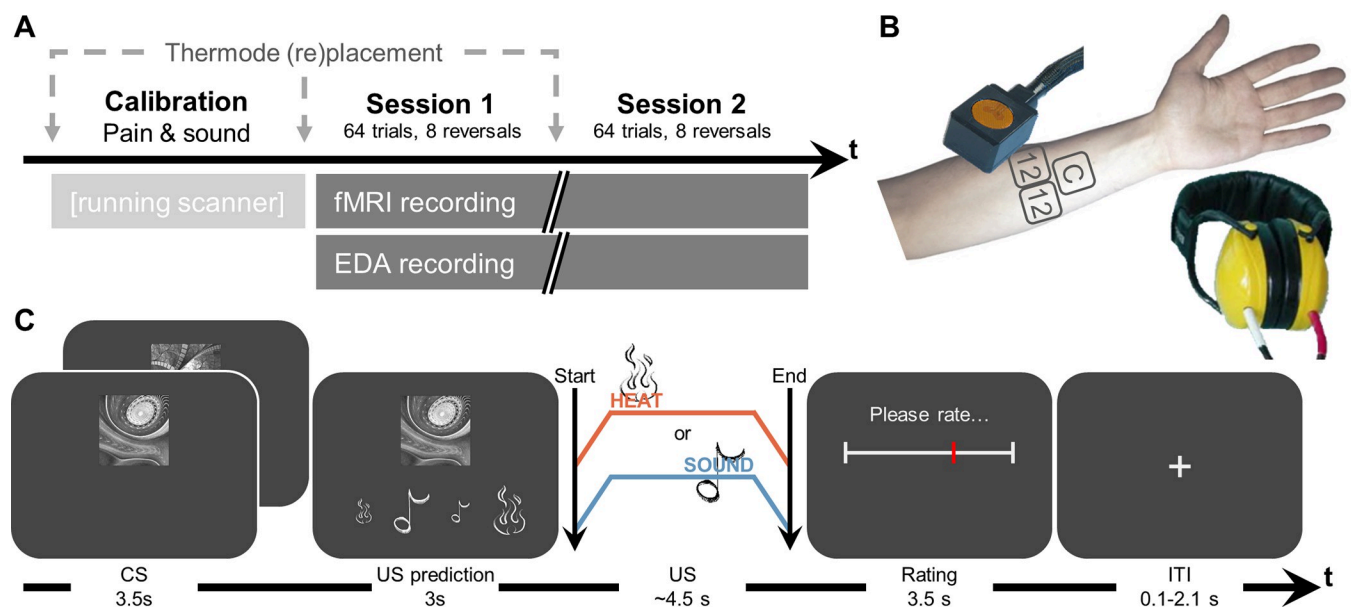 A
Thermode (re)placement
Calibration
Pain & sound
Session 1
64 trials, 8 reversals
Session 2
64 trials, 8 reversals
t
[running scanner]
fMRI recording
EDA recording
B
12
12
C
C
Start
HEAT
or
SOUND
End
Please rate…
CS
3.5s
US prediction
3s
US
~4.5 s
Rating
3.5 s
ITI
0.1-2.1 s
t